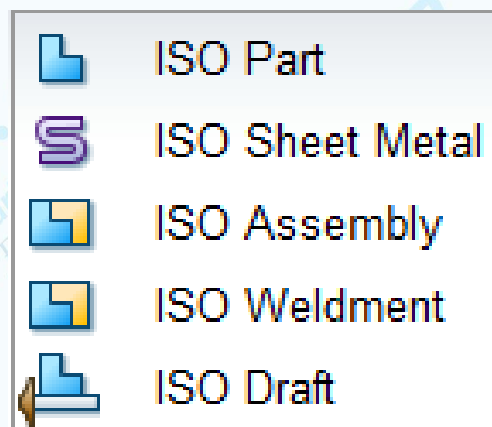 ISO Part
ISO Sheet Metal
ISO Assembly
ISO Weldment
ISO Draft